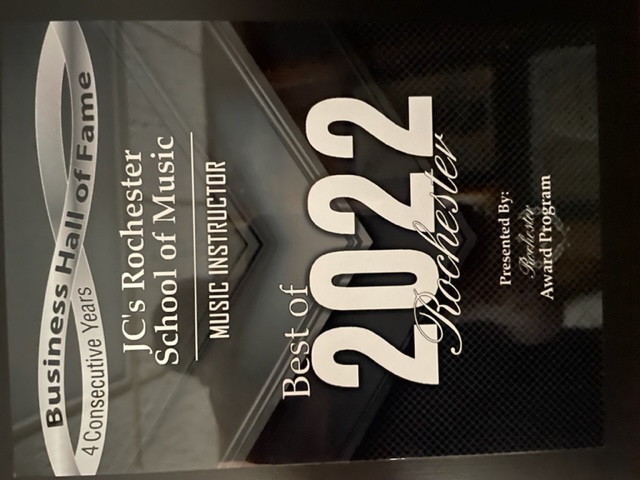 Business Hall of Fame
4 Consecutive Years
JC's Rochester
School of Music
MUSIC INSTRUCTOR
Best of
2022
Rochester
Presented By:
Rochester
Award Program